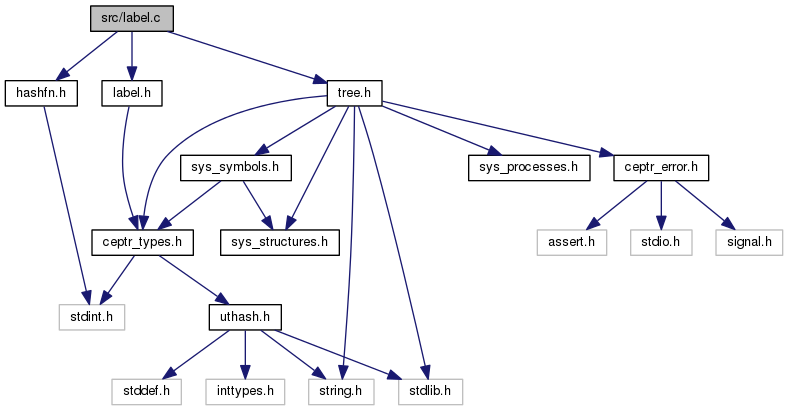 src/label.c
hashfn.h
label.h
tree.h
sys_symbols.h
sys_processes.h
ceptr_error.h
ceptr_types.h
sys_structures.h
assert.h
stdio.h
signal.h
stdint.h
uthash.h
stddef.h
inttypes.h
string.h
stdlib.h